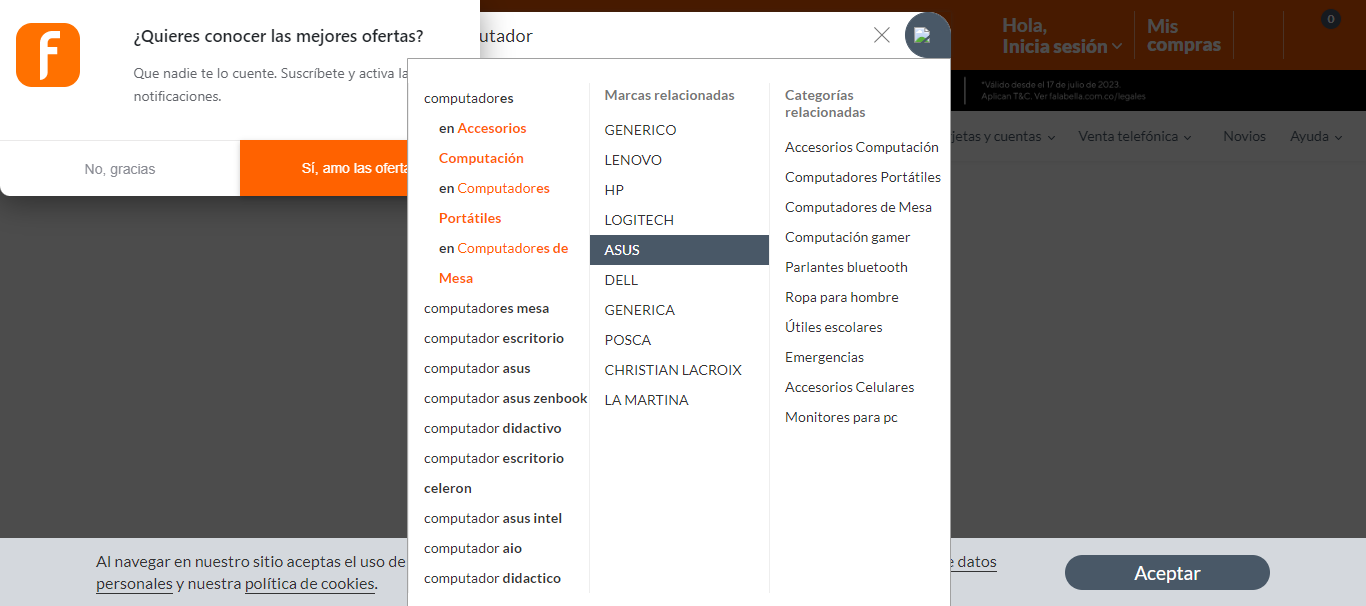 ¿Quieres conocer las mejores ofertas?
Que nadie te lo cuente. Suscríbete y activa la
notificaciones.
No, gracias
Sí, amo las oferta
utador
Hola,
Inicia sesión
Mis
compras
0
*Válido desde el 17 de julio de 2023.
Aplican T&C. Ver falabella.com.co/legales
jetas y cuentas
Venta telefónica
Novios
Ayuda
computadores
en Accesorios
Computación
en Computadores
Portátiles
en Computadores de
Mesa
computadores mesa
computador escritorio
computador asus
computador asus zenbook
computador didactivo
computador escritorio
celeron
computador asus intel
computador aio
computador didactico
Marcas relacionadas
GENERICO
LENOVO
HP
LOGITECH
ASUS
DELL
GENERICA
POSCA
CHRISTIAN LACROIX
LA MARTINA
Categorías
relacionadas
Accesorios Computación
Computadores Portátiles
Computadores de Mesa
Computación gamer
Parlantes bluetooth
Ropa para hombre
Útiles escolares
Emergencias
Accesorios Celulares
Monitores para pc
Al navegar en nuestro sitio aceptas el uso de
e datos
personales y nuestra política de cookies.
Aceptar